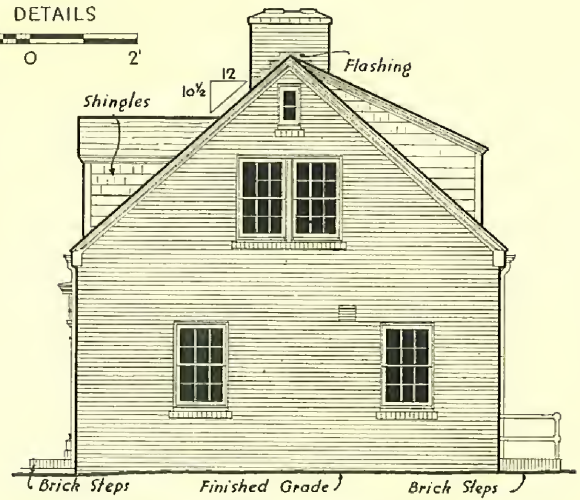 DETAILS
0 2'
12
10½
Flashing
Shingles
Brick Steps Finished Grade Brick Steps